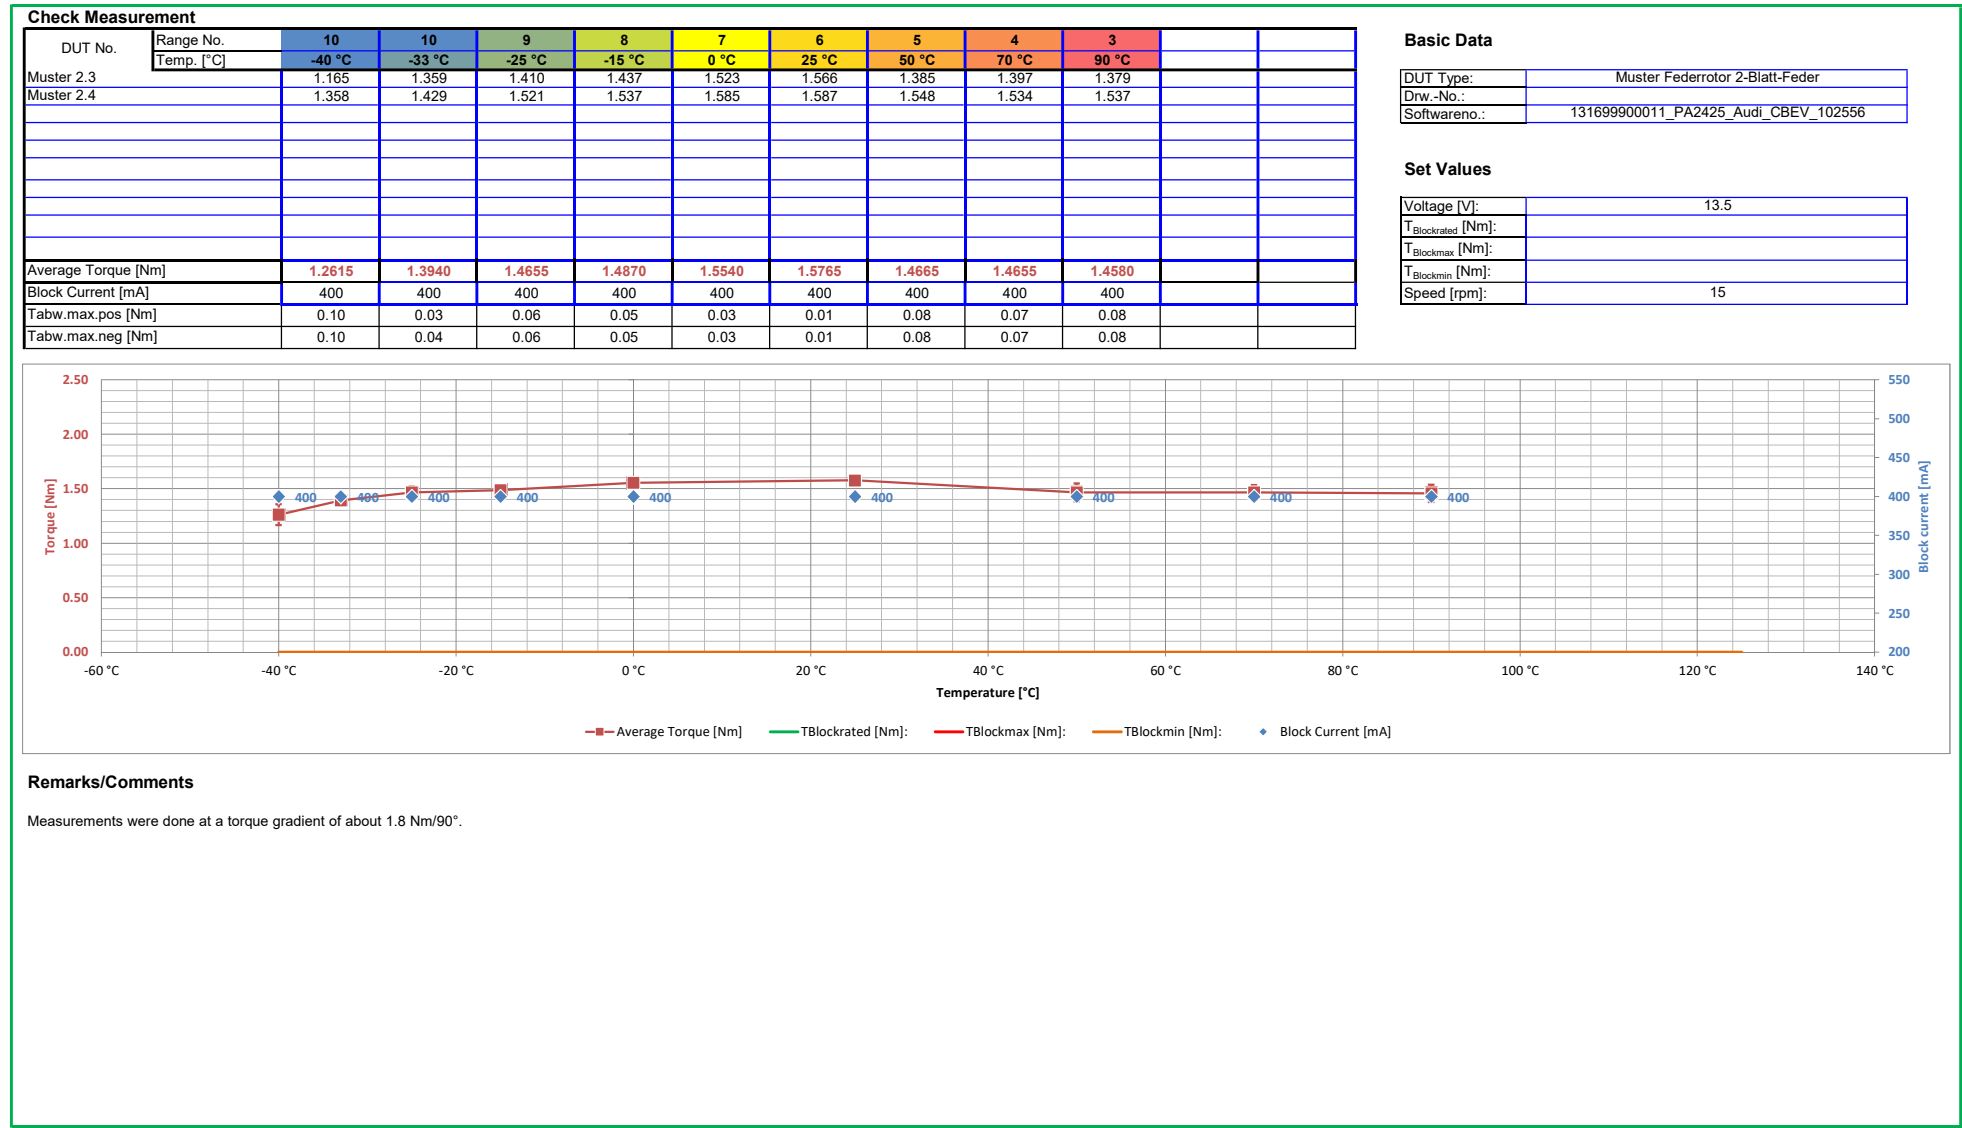 Check Measurement
DUT No. Range No. 10 10 9 8 7 6 5 4 3
Temp. [°C] -40 °C -33 °C -25 °C -15 °C 0 °C 25 °C 50 °C 70 °C 90 °C
Muster 2.3 1.165 1.359 1.410 1.437 1.523 1.566 1.385 1.397 1.379
Muster 2.4 1.358 1.429 1.521 1.537 1.585 1.587 1.548 1.534 1.537
Average Torque [Nm] 1.2615 1.3940 1.4655 1.4870 1.5540 1.5765 1.4665 1.4655 1.4580
Block Current [mA] 400 400 400 400 400 400 400 400 400
Tabw.max.pos [Nm] 0.10 0.03 0.06 0.05 0.03 0.01 0.08 0.07 0.08
Tabw.max.neg [Nm] 0.10 0.04 0.06 0.05 0.03 0.01 0.08 0.07 0.08
Basic Data
DUT Type: Muster Federrotor 2-Blatt-Feder
Drw.-No.:
Softwareno.: 131699900011_PA2425_Audi_CBEV_102556
Set Values
Voltage [V]: 13.5
TBlockrated [Nm]:
TBlockmax [Nm]:
TBlockmin [Nm]:
Speed [rpm]: 15
2.50
2.00
1.50
1.00
0.50
0.00
Torque [Nm]
400 400 400 400 400 400 400 400 400
550
500
450
400
350
300
250
200
Block current [mA]
-60 °C -40 °C -20 °C 0 °C 20 °C 40 °C 60 °C 80 °C 100 °C 120 °C 140 °C
Temperature [°C]
Average Torque [Nm] TBlockrated [Nm]: TBlockmax [Nm]: TBlockmin [Nm]: Block Current [mA]
Remarks/Comments
Measurements were done at a torque gradient of about 1.8 Nm/90°.